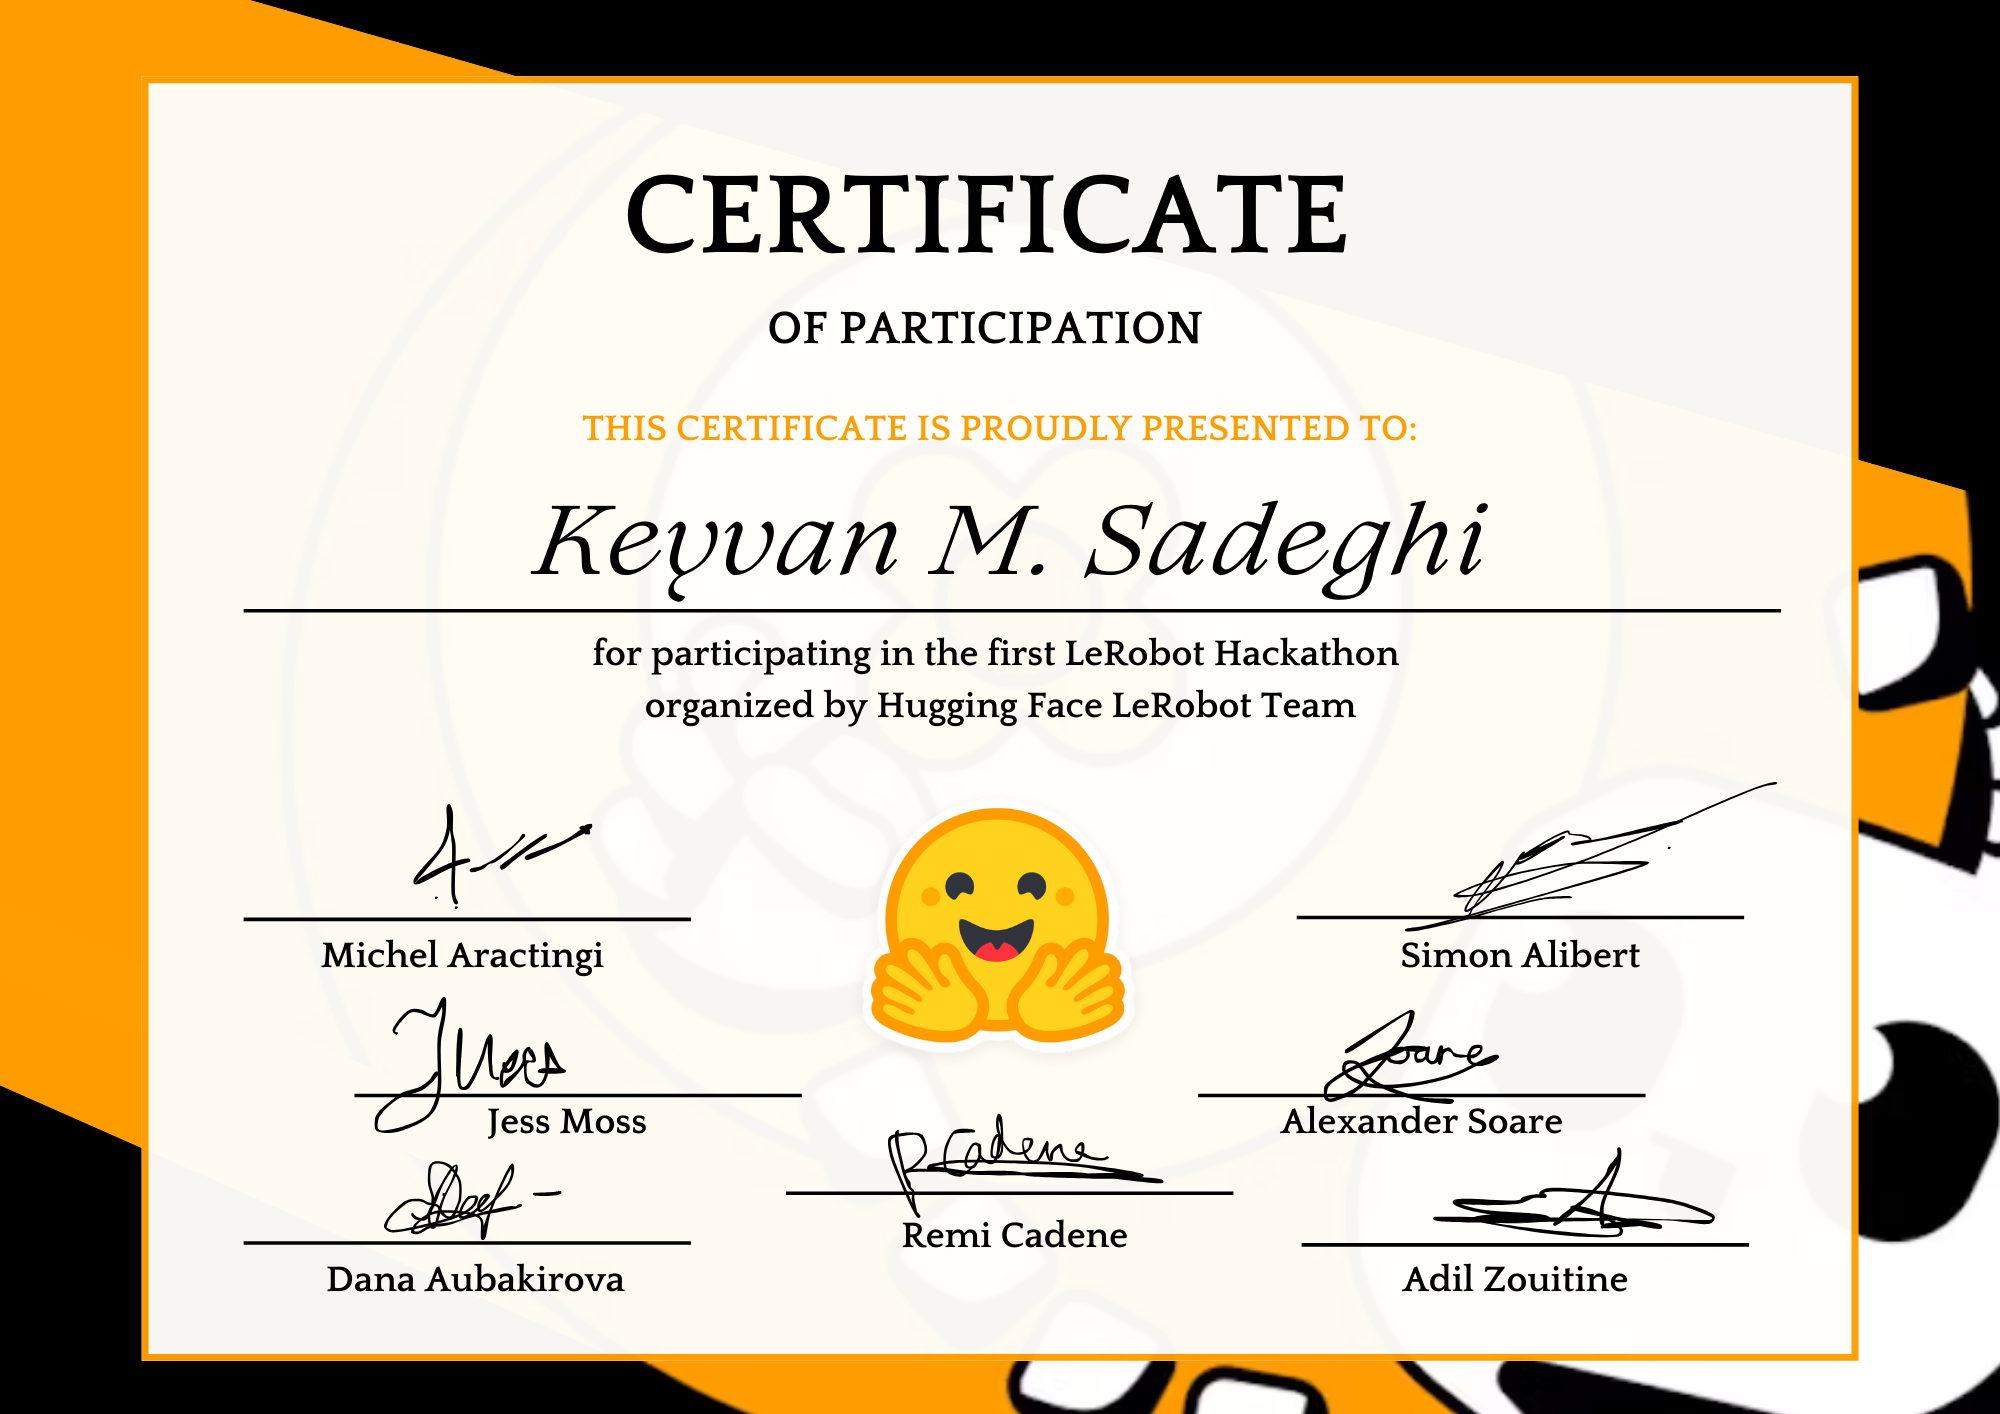 CERTIFICATE
OF PARTICIPATION
THIS CERTIFICATE IS PROUDLY PRESENTED TO:
Keyvan M. Sadeghi
for participating in the first LeRobot Hackathon
organized by Hugging Face LeRobot Team
Michel Aractingi
Simon Alibert
J Moss
Jess Moss
Soare
Alexander Soare
R Cadene
Remi Cadene
Dana Aubakirova
Adil Zouitine